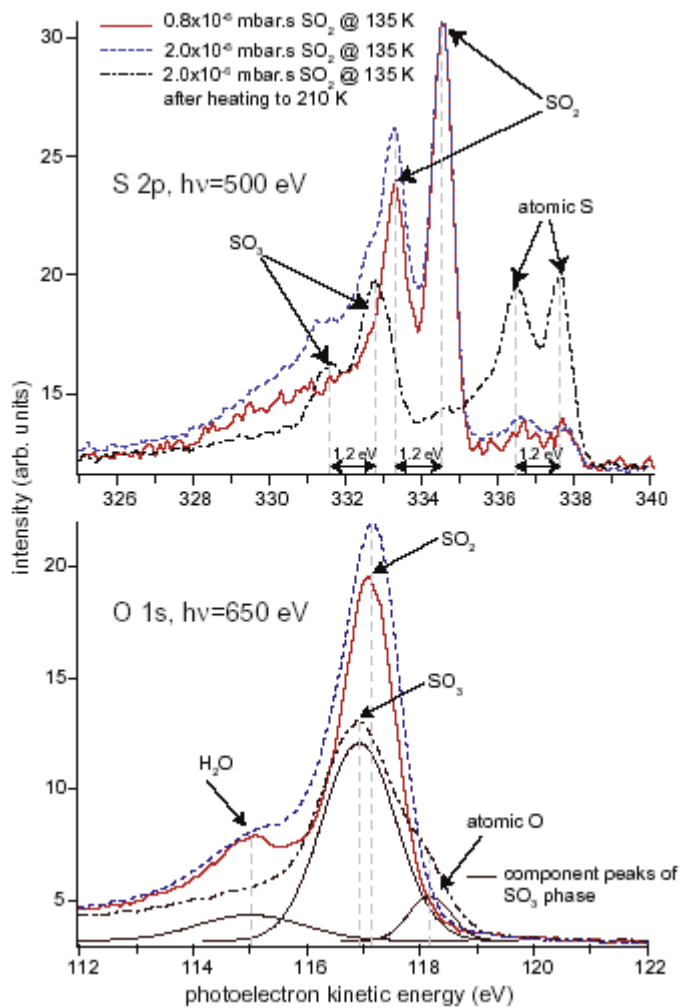 0.8x10⁻⁶ mbar.s SO₂ @ 135 K
2.0x10⁻⁶ mbar.s SO₂ @ 135 K
2.0x10⁻⁶ mbar.s SO₂ @ 135 K
after heating to 210 K
S 2p, hν=500 eV
SO₂
SO₃
atomic S
1.2 eV
1.2 eV
1.2 eV
30
25
20
15
326 328 330 332 334 336 338 340
intensity (arb. units)
O 1s, hν=650 eV
SO₂
SO₃
H₂O
atomic O
component peaks of
SO₃ phase
20
15
10
5
112 114 116 118 120 122
photoelectron kinetic energy (eV)